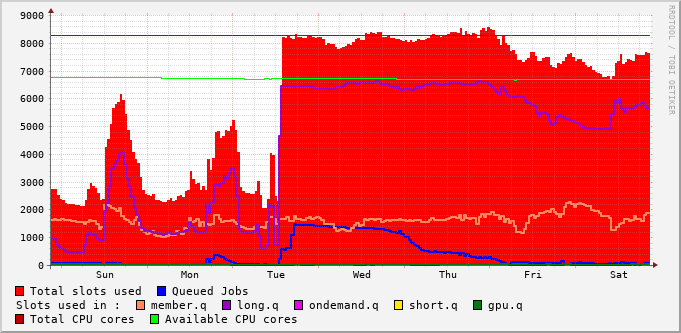 9000
8000
7000
6000
5000
4000
3000
2000
1000
0
Sun Mon Tue Wed Thu Fri Sat
RRDTOOL / TOBI OETIKER
Total slots used Queued Jobs
Slots used in : member.q long.q ondemand.q short.q gpu.q
Total CPU cores Available CPU cores